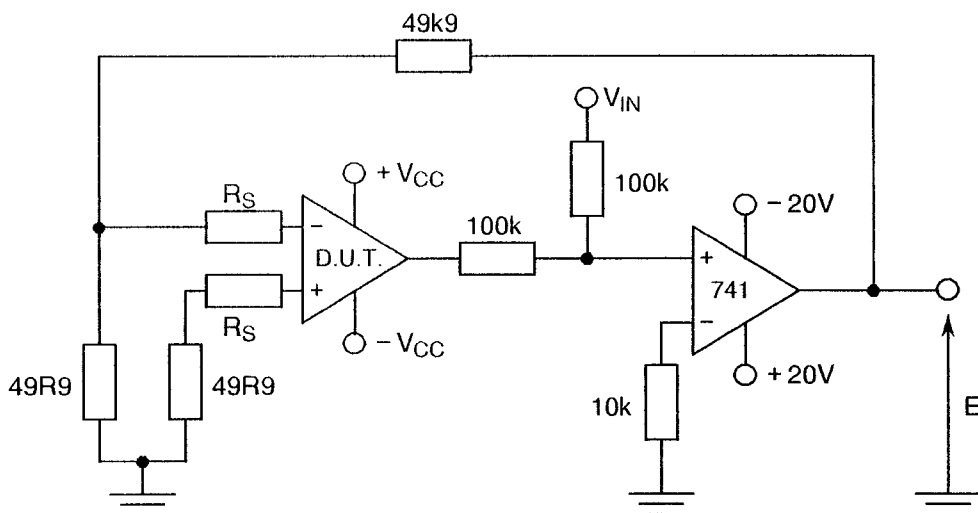 49k9
V_IN
100k
+ V_CC
R_S
−
D.U.T.
+
R_S
− V_CC
100k
− 20V
+
741
−
+ 20V
49R9
49R9
10k
E